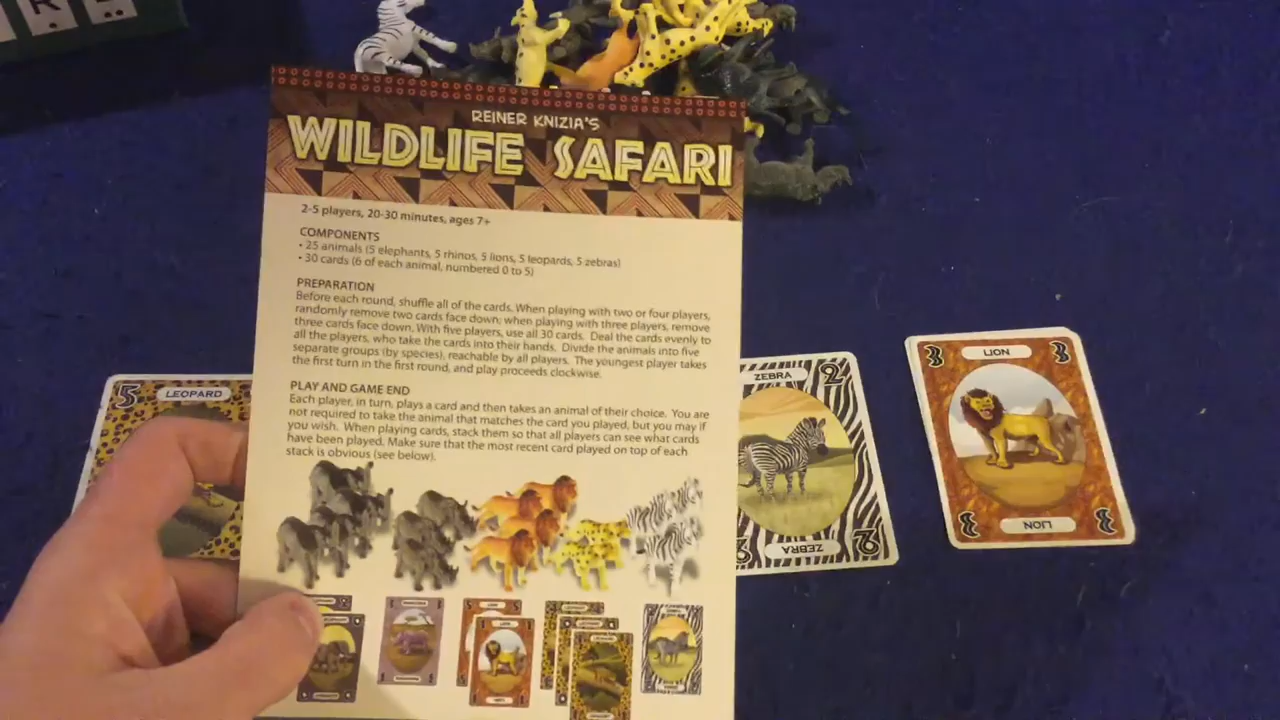 R
REINER KNIZIA'S
WILDLIFE SAFARI
2-5 players, 20-30 minutes, ages 7+
COMPONENTS
• 25 animals (5 elephants, 5 rhinos, 5 lions, 5 leopards, 5 zebras)
• 30 cards (6 of each animal, numbered 0 to 5)
PREPARATION
Before each round, shuffle all of the cards. When playing with two or four players,
randomly remove two cards face down; when playing with three players, remove
three cards face down. With five players, use all 30 cards. Deal the cards evenly to
all the players, who take the cards into their hands. Divide the animals into five
separate groups (by species), reachable by all players. The youngest player takes
the first turn in the first round, and play proceeds clockwise.
PLAY AND GAME END
Each player, in turn, plays a card and then takes an animal of their choice. You are
not required to take the animal that matches the card you played, but you may if
you wish. When playing cards, stack them so that all players can see what cards
have been played. Make sure that the most recent card played on top of each
stack is obvious (see below).
5 LEOPARD
ZEBRA 2
ZEBRA 2
3 LION 3
3 LION 3